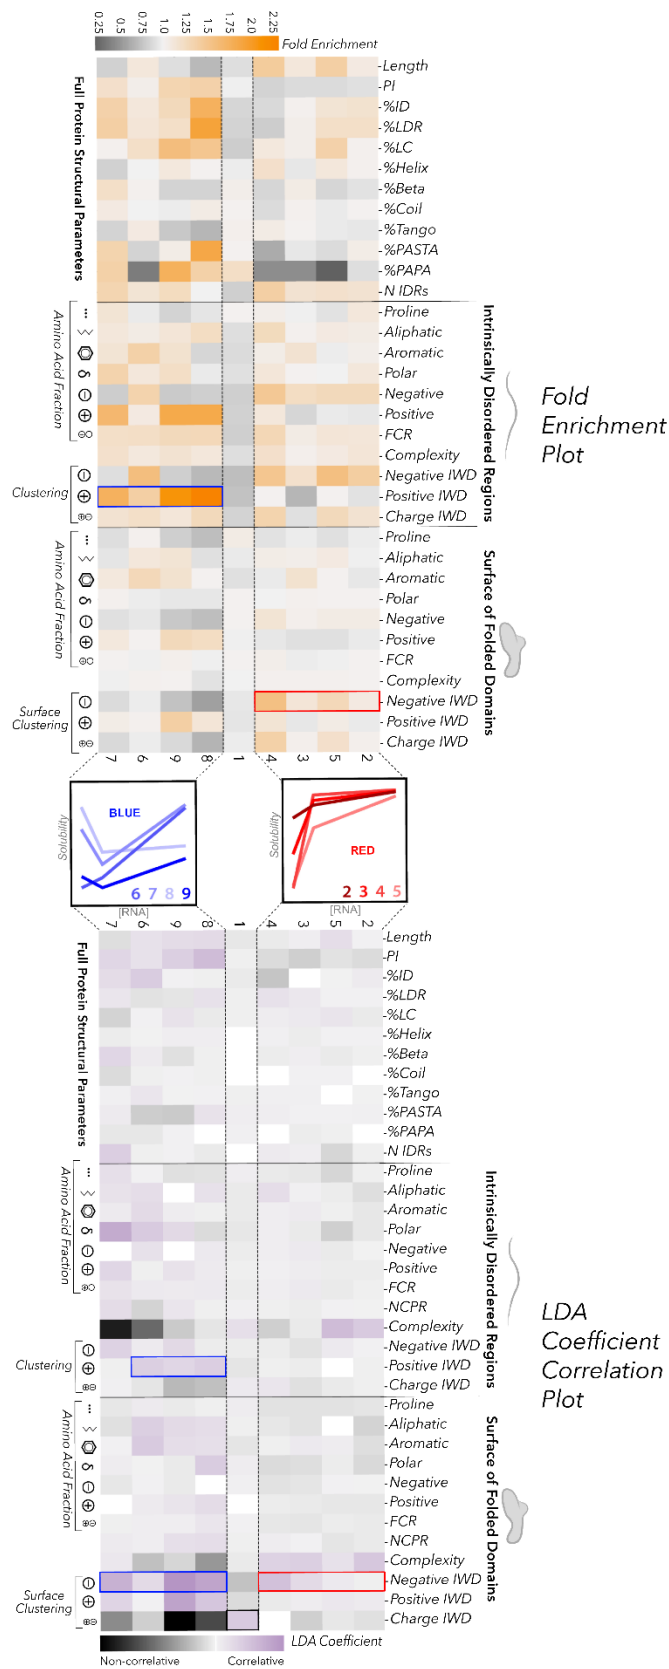 0.25
0.5
1.0
1.25
1.75
2.0
2.25
Fold Enrichment
Full Protein Structural Parameters
-Length
-PI
-%ID
-%LDR
-%LC
-%Helix
-%Beta
-%Coil
-%Tango
-%PASTA
-%PAPA
-N IDRs
Intrinsically Disordered Regions
Amino Acid Fraction
-Proline
-Aliphatic
-Aromatic
δ
-Polar
-Negative
-Positive
-FCR
-Complexity
Clustering
-Negative IWD
-Positive IWD
-Charge IWD
Fold
Enrichment
Plot
Surface of Folded Domains
Amino Acid Fraction
-Proline
-Aliphatic
-Aromatic
δ
-Polar
-Negative
-Positive
-FCR
-Complexity
Surface
Clustering
-Negative IWD
-Positive IWD
-Charge IWD
7 6 9 8 1 4 3 5 2
Solubility
BLUE
6 7 8 9
[RNA]
Solubility
RED
2 3 4 5
[RNA]
7 6 9 8 1 4 3 5 2
Full Protein Structural Parameters
-Length
-PI
-%ID
-%LDR
-%LC
-%Helix
-%Beta
-%Coil
-%Tango
-%PASTA
-%PAPA
-N IDRs
Intrinsically Disordered Regions
Amino Acid Fraction
-Proline
-Aliphatic
-Aromatic
δ
-Polar
-Negative
-Positive
-FCR
-NCPR
-Complexity
Clustering
-Negative IWD
-Positive IWD
-Charge IWD
LDA
Coefficient
Correlation
Plot
Surface of Folded Domains
Amino Acid Fraction
-Proline
-Aliphatic
-Aromatic
δ
-Polar
-Negative
-Positive
-FCR
-NCPR
-Complexity
Surface
Clustering
-Negative IWD
-Positive IWD
-Charge IWD
LDA Coefficient
Non-correlative
Correlative